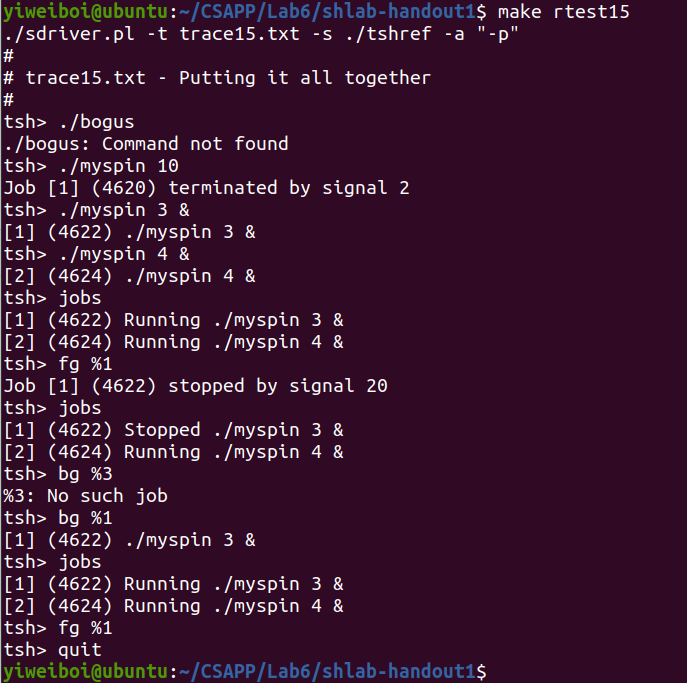 yiweiboi@ubuntu:~/CSAPP/Lab6/shlab-handout1$ make rtest15
./sdriver.pl -t trace15.txt -s ./tshref -a "-p"
#
# trace15.txt - Putting it all together
#
tsh> ./bogus
./bogus: Command not found
tsh> ./myspin 10
Job [1] (4620) terminated by signal 2
tsh> ./myspin 3 &
[1] (4622) ./myspin 3 &
tsh> ./myspin 4 &
[2] (4624) ./myspin 4 &
tsh> jobs
[1] (4622) Running ./myspin 3 &
[2] (4624) Running ./myspin 4 &
tsh> fg %1
Job [1] (4622) stopped by signal 20
tsh> jobs
[1] (4622) Stopped ./myspin 3 &
[2] (4624) Running ./myspin 4 &
tsh> bg %3
%3: No such job
tsh> bg %1
[1] (4622) ./myspin 3 &
tsh> jobs
[1] (4622) Running ./myspin 3 &
[2] (4624) Running ./myspin 4 &
tsh> fg %1
tsh> quit
yiweiboi@ubuntu:~/CSAPP/Lab6/shlab-handout1$